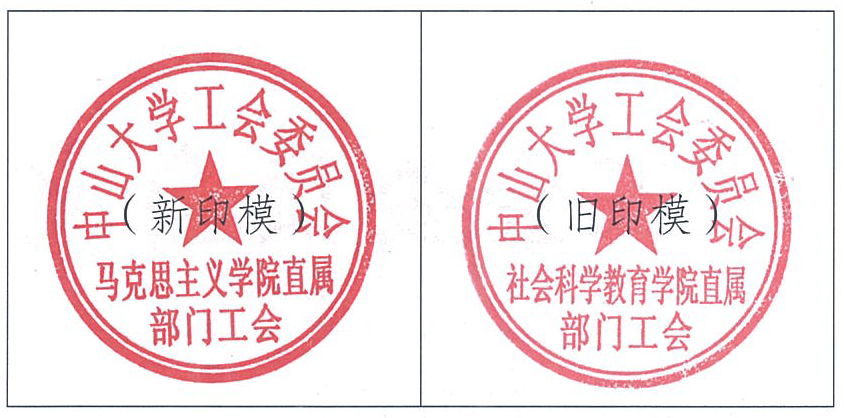 中山大学工会委员会
（新印模）
马克思主义学院直属
部门工会
中山大学工会委员会
（旧印模）
社会科学教育学院直属
部门工会